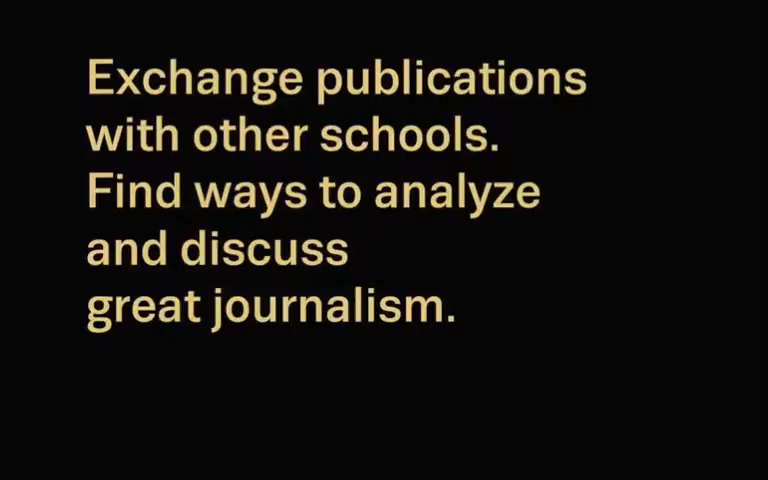 Exchange publications
with other schools.
Find ways to analyze
and discuss
great journalism.